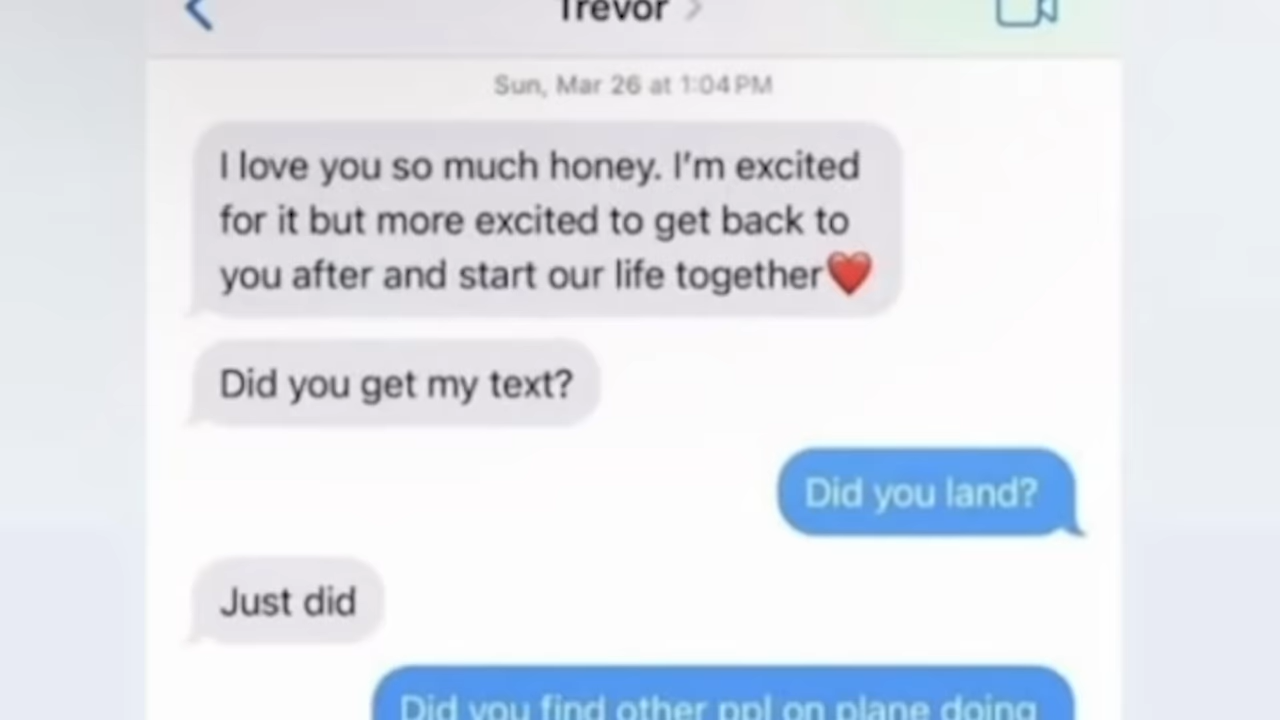 Trevor
Sun, Mar 26 at 1:04 PM
I love you so much honey. I'm excited
for it but more excited to get back to
you after and start our life together❤️
Did you get my text?
Did you land?
Just did
Did you find other ppl on plane doing